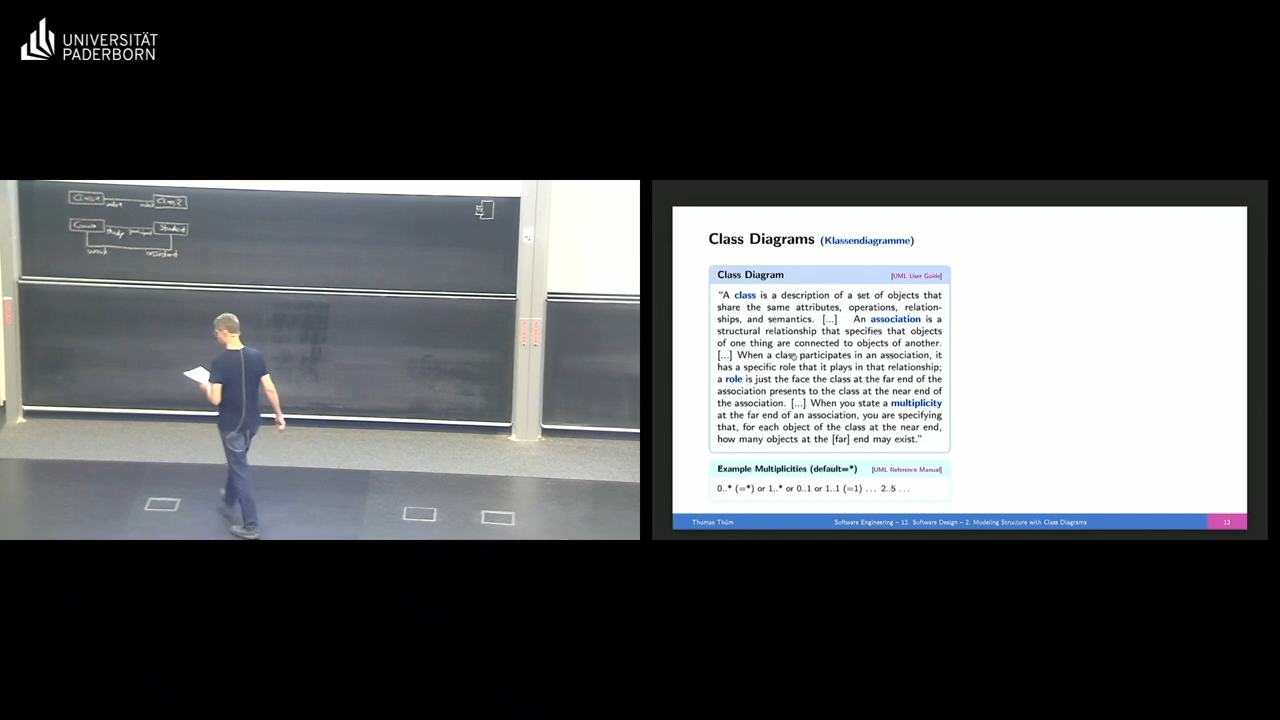 UNIVERSITÄT
PADERBORN
Class 1
Class 2
Course
Student
assistant
Class Diagrams (Klassendiagramme)
Class Diagram [UML User Guide]
“A class is a description of a set of objects that
share the same attributes, operations, relation-
ships, and semantics. [...] An association is a
structural relationship that specifies that objects
of one thing are connected to objects of another.
[...] When a class participates in an association, it
has a specific role that it plays in that relationship;
a role is just the face the class at the far end of the
association presents to the class at the near end of
the association. [...] When you state a multiplicity
at the far end of an association, you are specifying
that, for each object of the class at the near end,
how many objects at the [far] end may exist.”
Example Multiplicities (default=*) [UML Reference Manual]
0..* (=*) or 1..* or 0..1 or 1..1 (=1) ... 2..5 ...
Thomas Thüm Software Engineering – 12. Software Design – 2. Modeling Structure with Class Diagrams 13